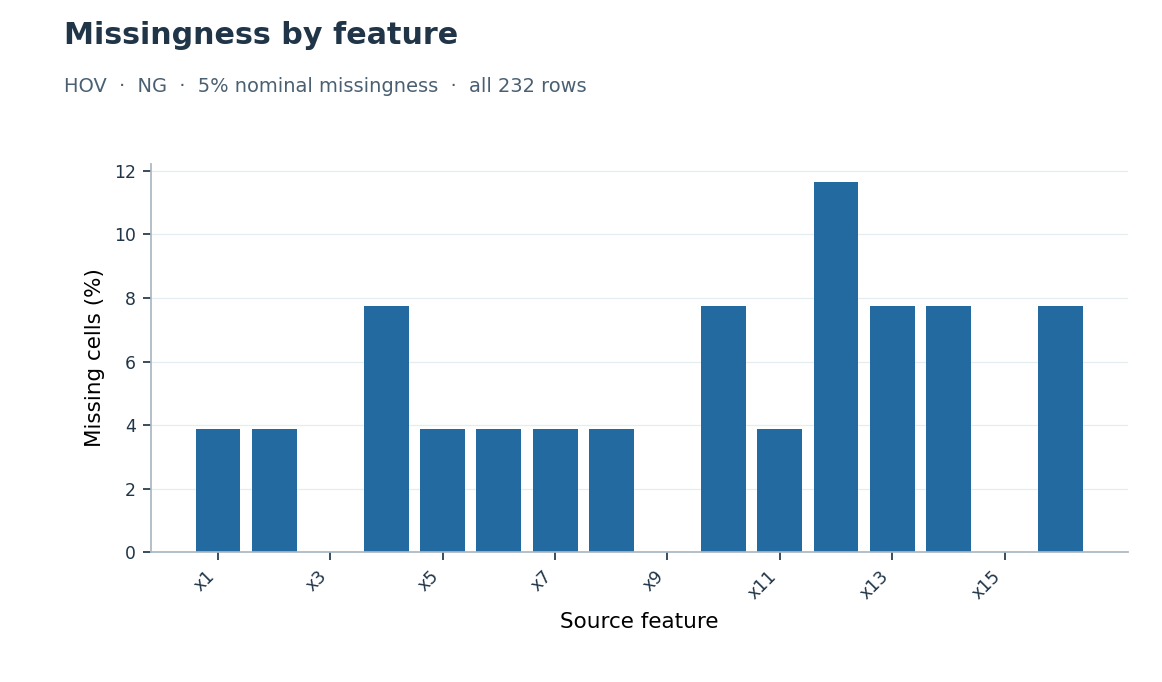 Missingness by feature
HOV · NG · 5% nominal missingness · all 232 rows
12
10
8
6
4
2
0
Missing cells (%)
x1 x3 x5 x7 x9 x11 x13 x15
Source feature